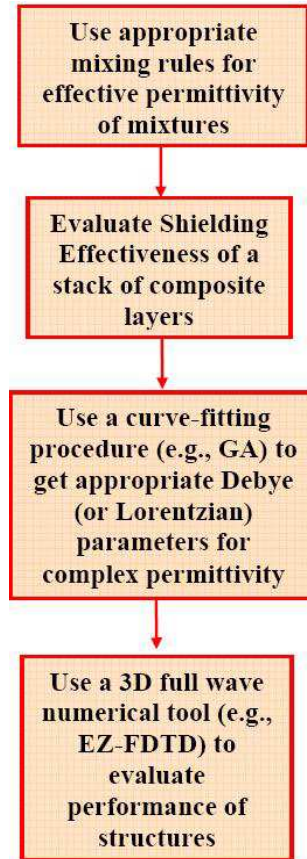 Use appropriate
mixing rules for
effective permittivity
of mixtures
Evaluate Shielding
Effectiveness of a
stack of composite
layers
Use a curve-fitting
procedure (e.g., GA) to
get appropriate Debye
(or Lorentzian)
parameters for
complex permittivity
Use a 3D full wave
numerical tool (e.g.,
EZ-FDTD) to
evaluate
performance of
structures